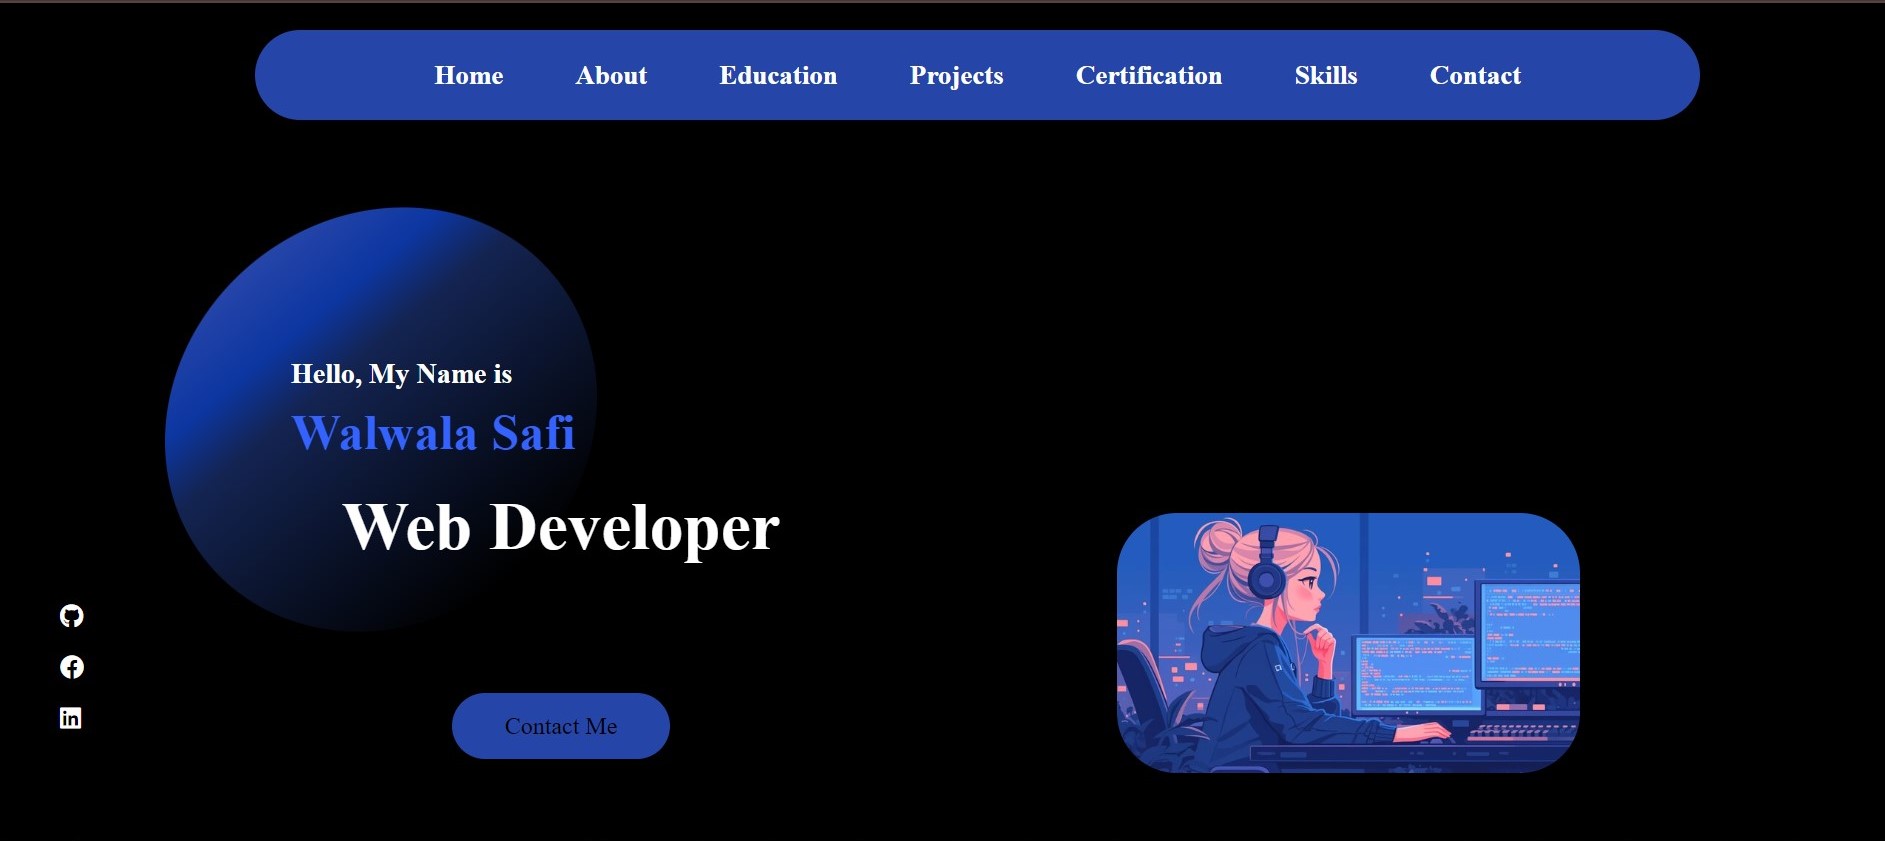 Home About Education Projects Certification Skills Contact
Hello, My Name is
Walwala Safi
Web Developer
Contact Me